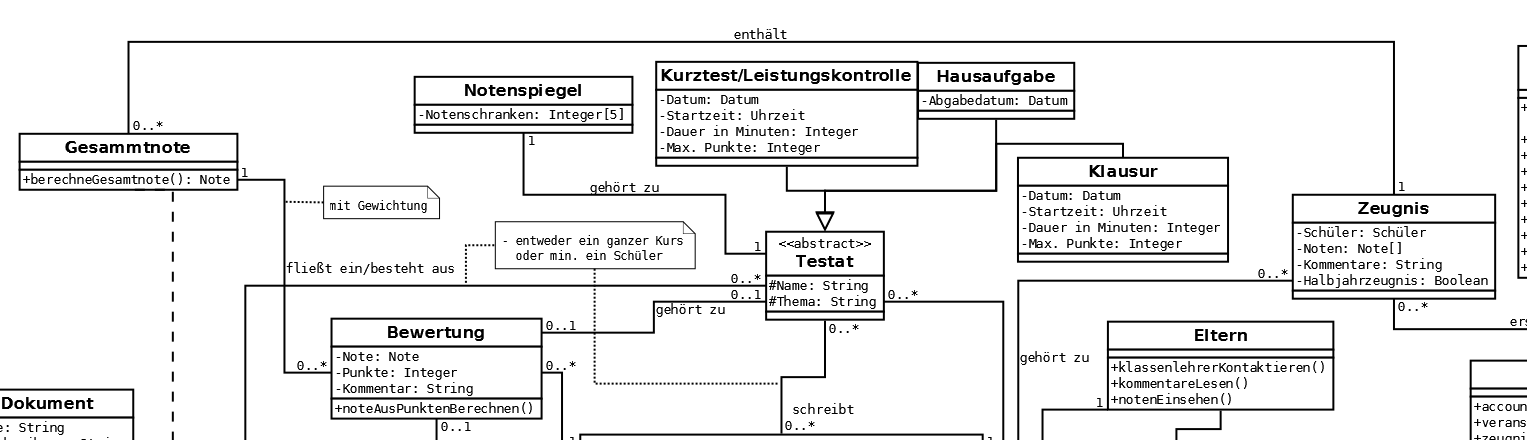 enthält
0..*
Gesammtnote
+berechneGesamtnote(): Note
1
mit Gewichtung
Notenspiegel
-Notenschranken: Integer[5]
1
gehört zu
1
Kurztest/Leistungskontrolle
-Datum: Datum
-Startzeit: Uhrzeit
-Dauer in Minuten: Integer
-Max. Punkte: Integer
Hausaufgabe
-Abgabedatum: Datum
Klausur
-Datum: Datum
-Startzeit: Uhrzeit
-Dauer in Minuten: Integer
-Max. Punkte: Integer
1
Zeugnis
-Schüler: Schüler
-Noten: Note[]
-Kommentare: String
-Halbjahrzeugnis: Boolean
0..*
0..*
- entweder ein ganzer Kurs
oder min. ein Schüler
fließt ein/besteht aus
<<abstract>>
Testat
#Name: String
#Thema: String
0..*
0..1
0..*
0..*
gehört zu
0..1
Bewertung
-Note: Note
-Punkte: Integer
-Kommentar: String
+noteAusPunktenBerechnen()
0..*
0..*
0..1
schreibt
0..*
gehört zu
Eltern
+klassenlehrerKontaktieren()
+kommentareLesen()
+notenEinsehen()
1
Dokument
: String
+accoun
+verans